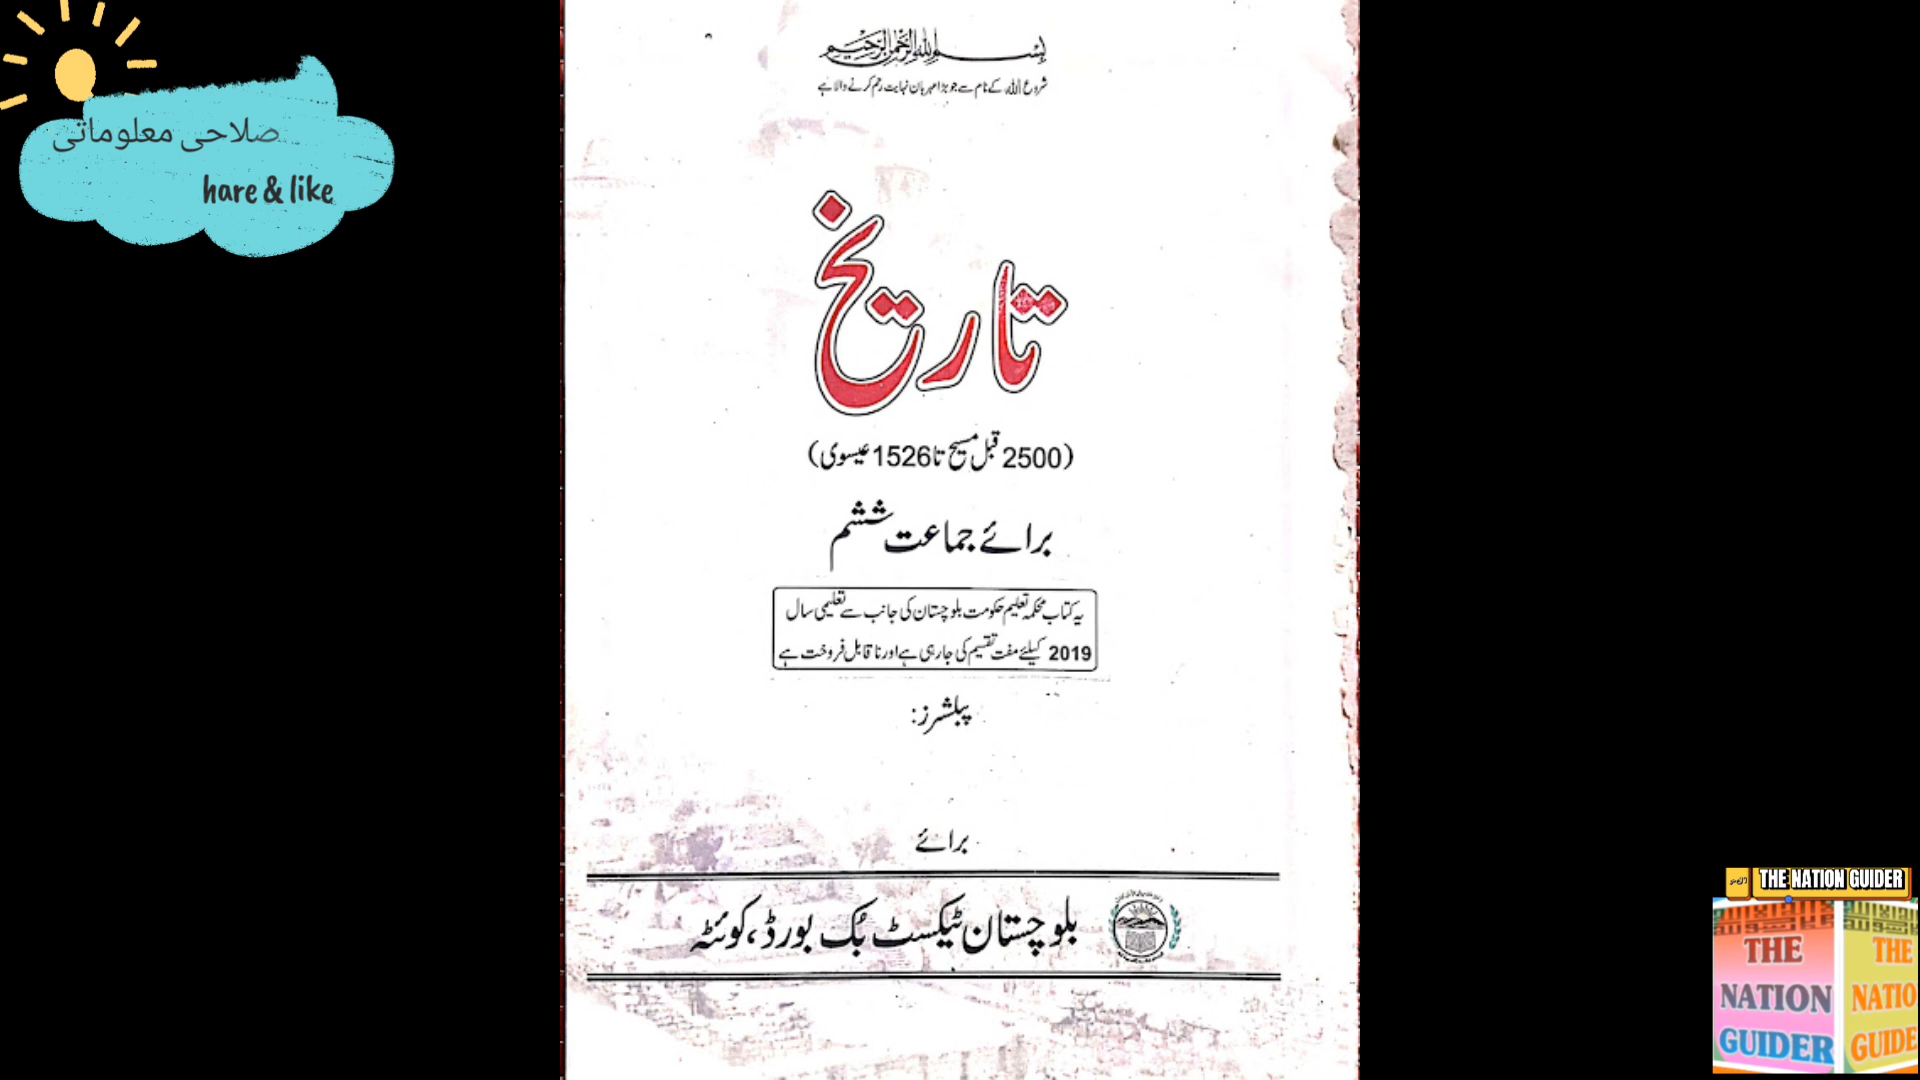 صلاحی معلوماتی
hare & like
بسم الله الرحمن الرحیم
شروع اللہ کے نام سے جو بڑا مہربان نہایت رحم کرنے والا ہے
تاریخ
(2500 قبل مسیح تا 1526 عیسوی)
برائے جماعت ششم
یہ کتاب محکمہ تعلیم حکومت بلوچستان کی جانب سے تعلیمی سال
2019 کیلئے مفت تقسیم کی جارہی ہے اور ناقابل فروخت ہے
پبلشرز:
برائے
بلوچستان ٹیکسٹ بُک بورڈ، کوئٹہ
THE NATION GUIDER
THE
NATION
GUIDER
THE
NATIO
GUIDE